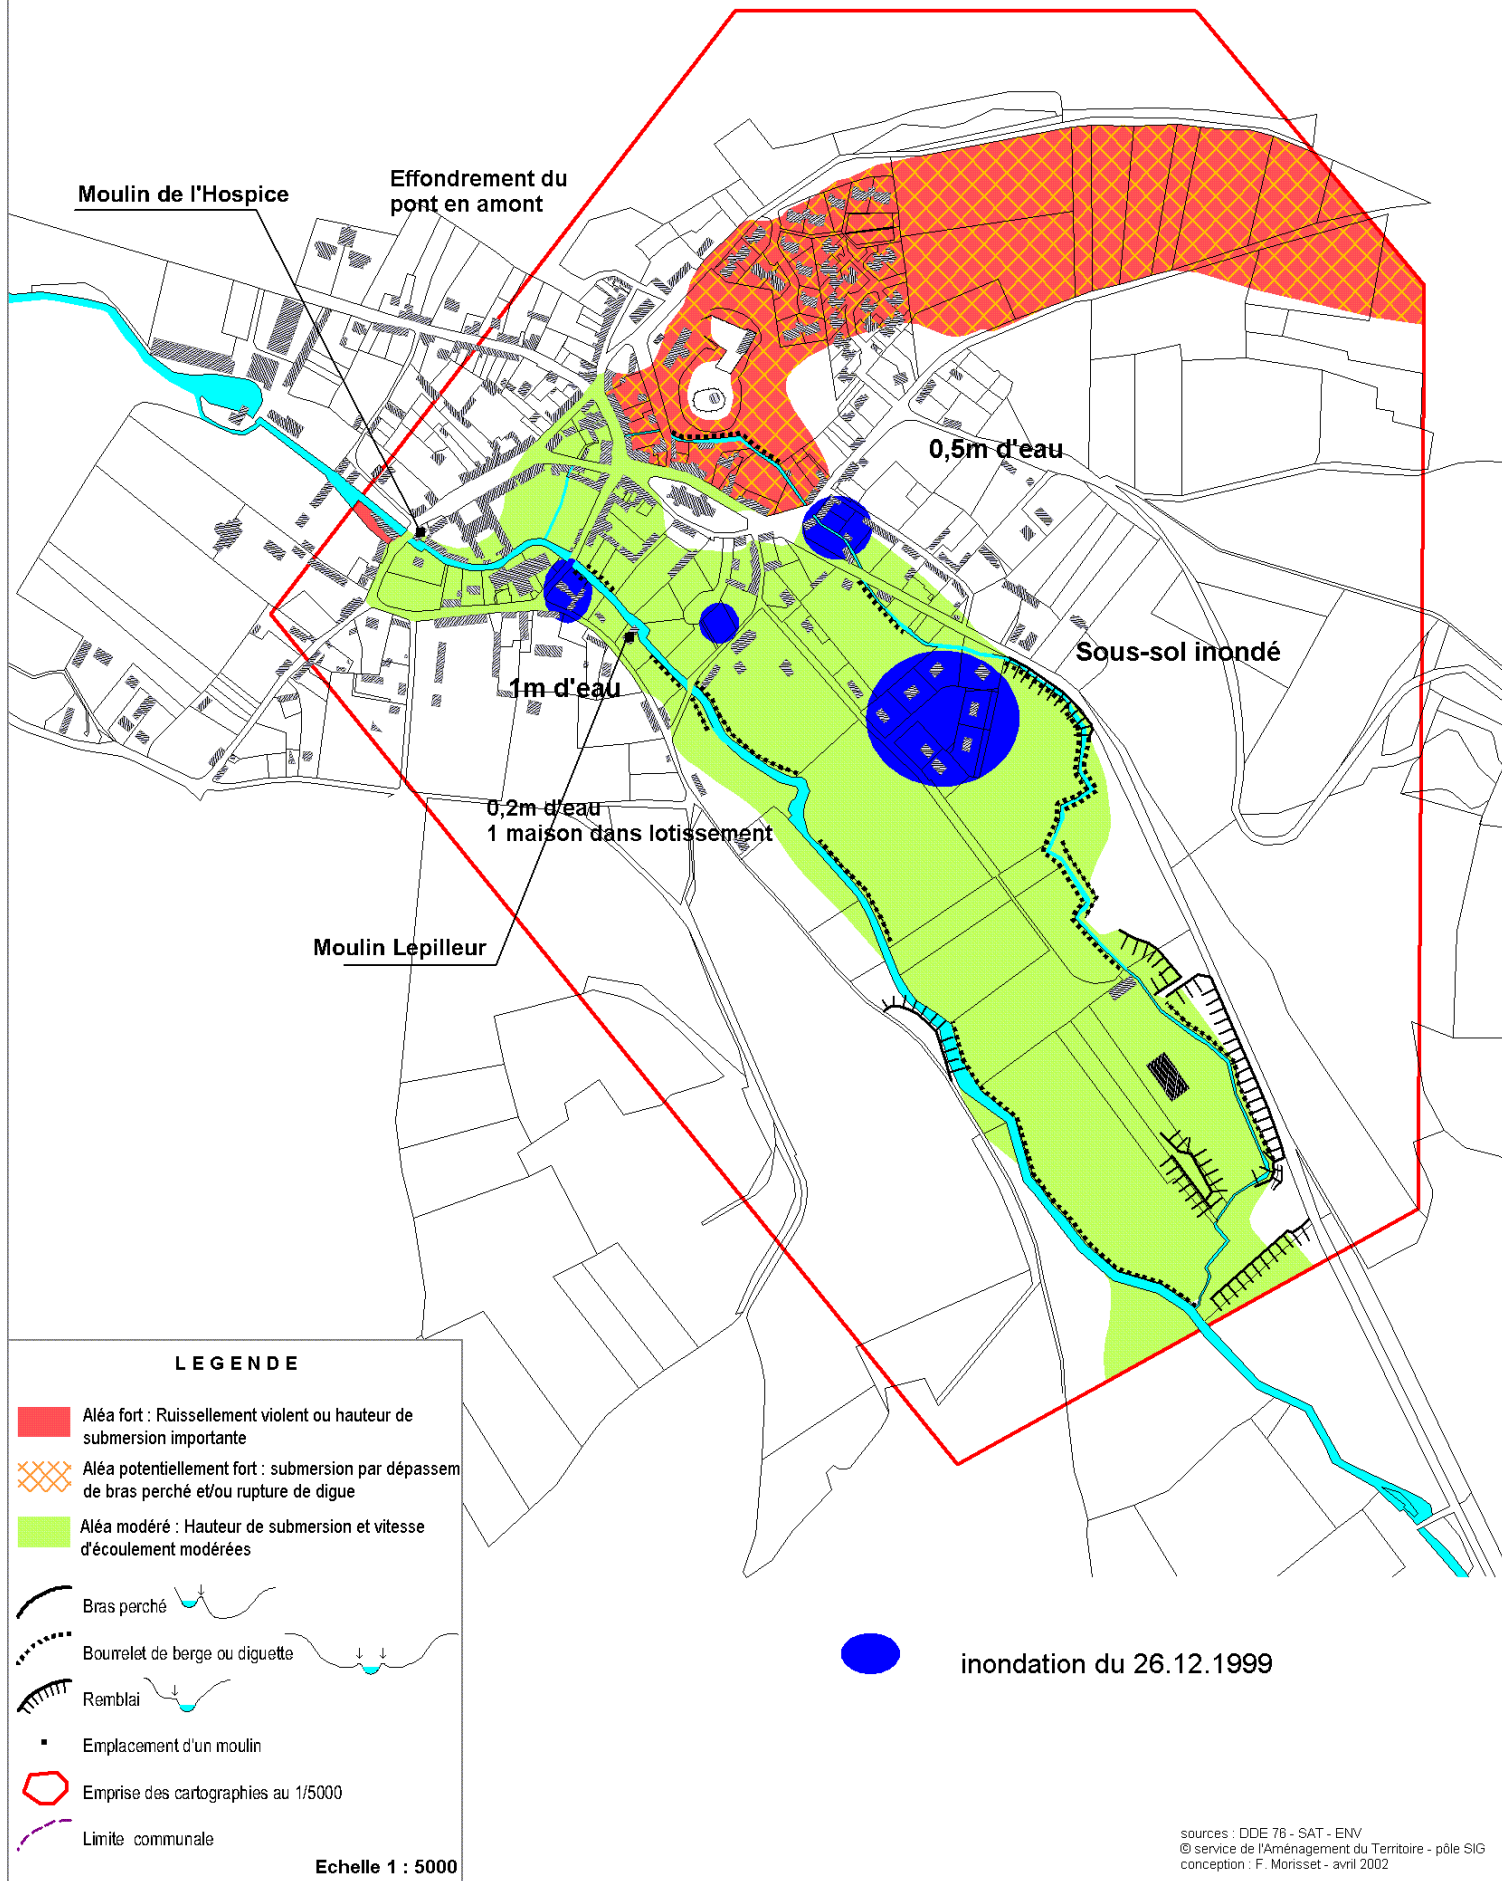 Effondrement du
pont en amont
Moulin de l'Hospice
0,5m d'eau
Sous-sol inondé
1m d'eau
0,2m d'eau
1 maison dans lotissement
Moulin Lepilleur
LEGENDE
Aléa fort : Ruissellement violent ou hauteur de
submersion importante
Aléa potentiellement fort : submersion par dépassem
de bras perché et/ou rupture de digue
Aléa modéré : Hauteur de submersion et vitesse
d'écoulement modérées
Bras perché
Bourrelet de berge ou diguette
Remblai
Emplacement d'un moulin
Emprise des cartographies au 1/5000
Limite communale
Echelle 1 : 5000
inondation du 26.12.1999
sources : DDE 76 - SAT - ENV
© service de l'Aménagement du Territoire - pôle SIG
conception : F. Morisset - avril 2002